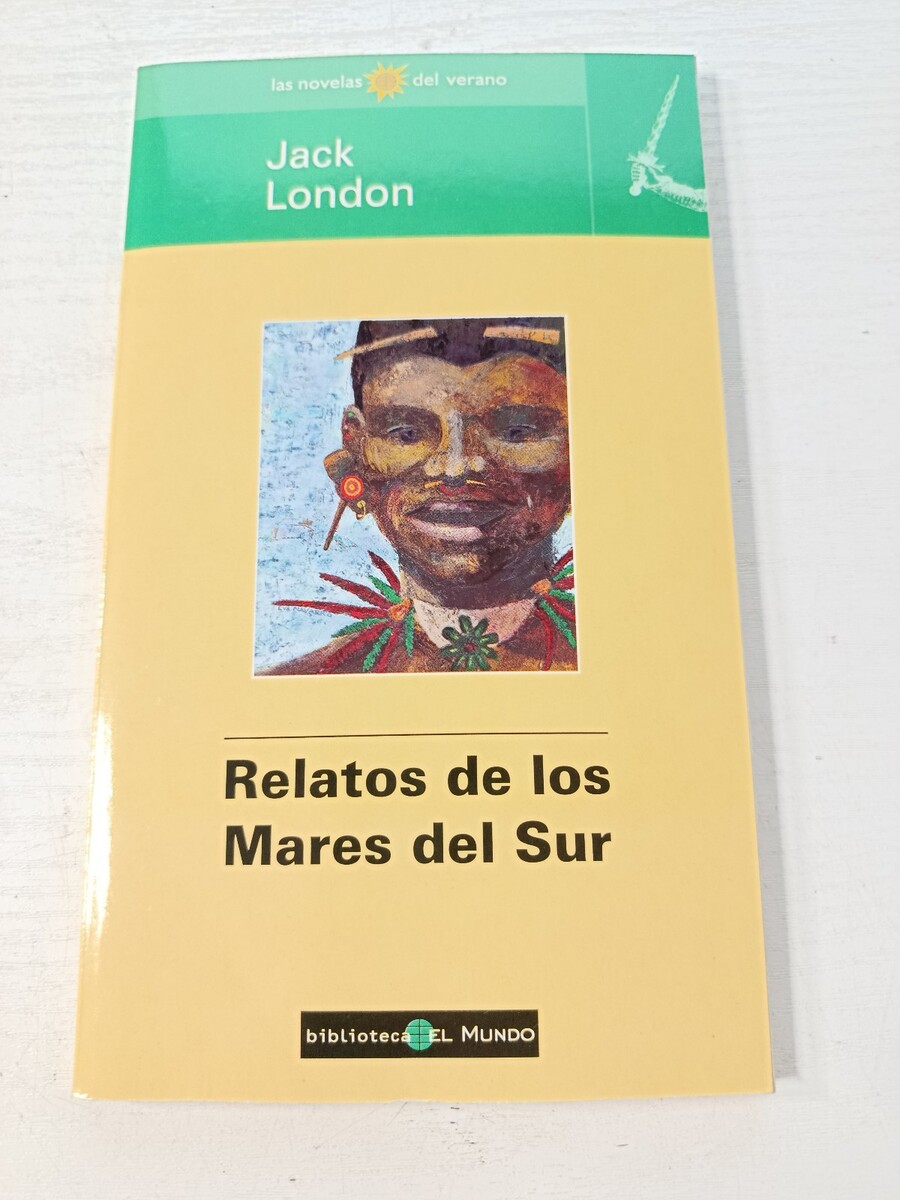 las novelas del verano
Jack
London
Relatos de los
Mares del Sur
biblioteca EL MUNDO